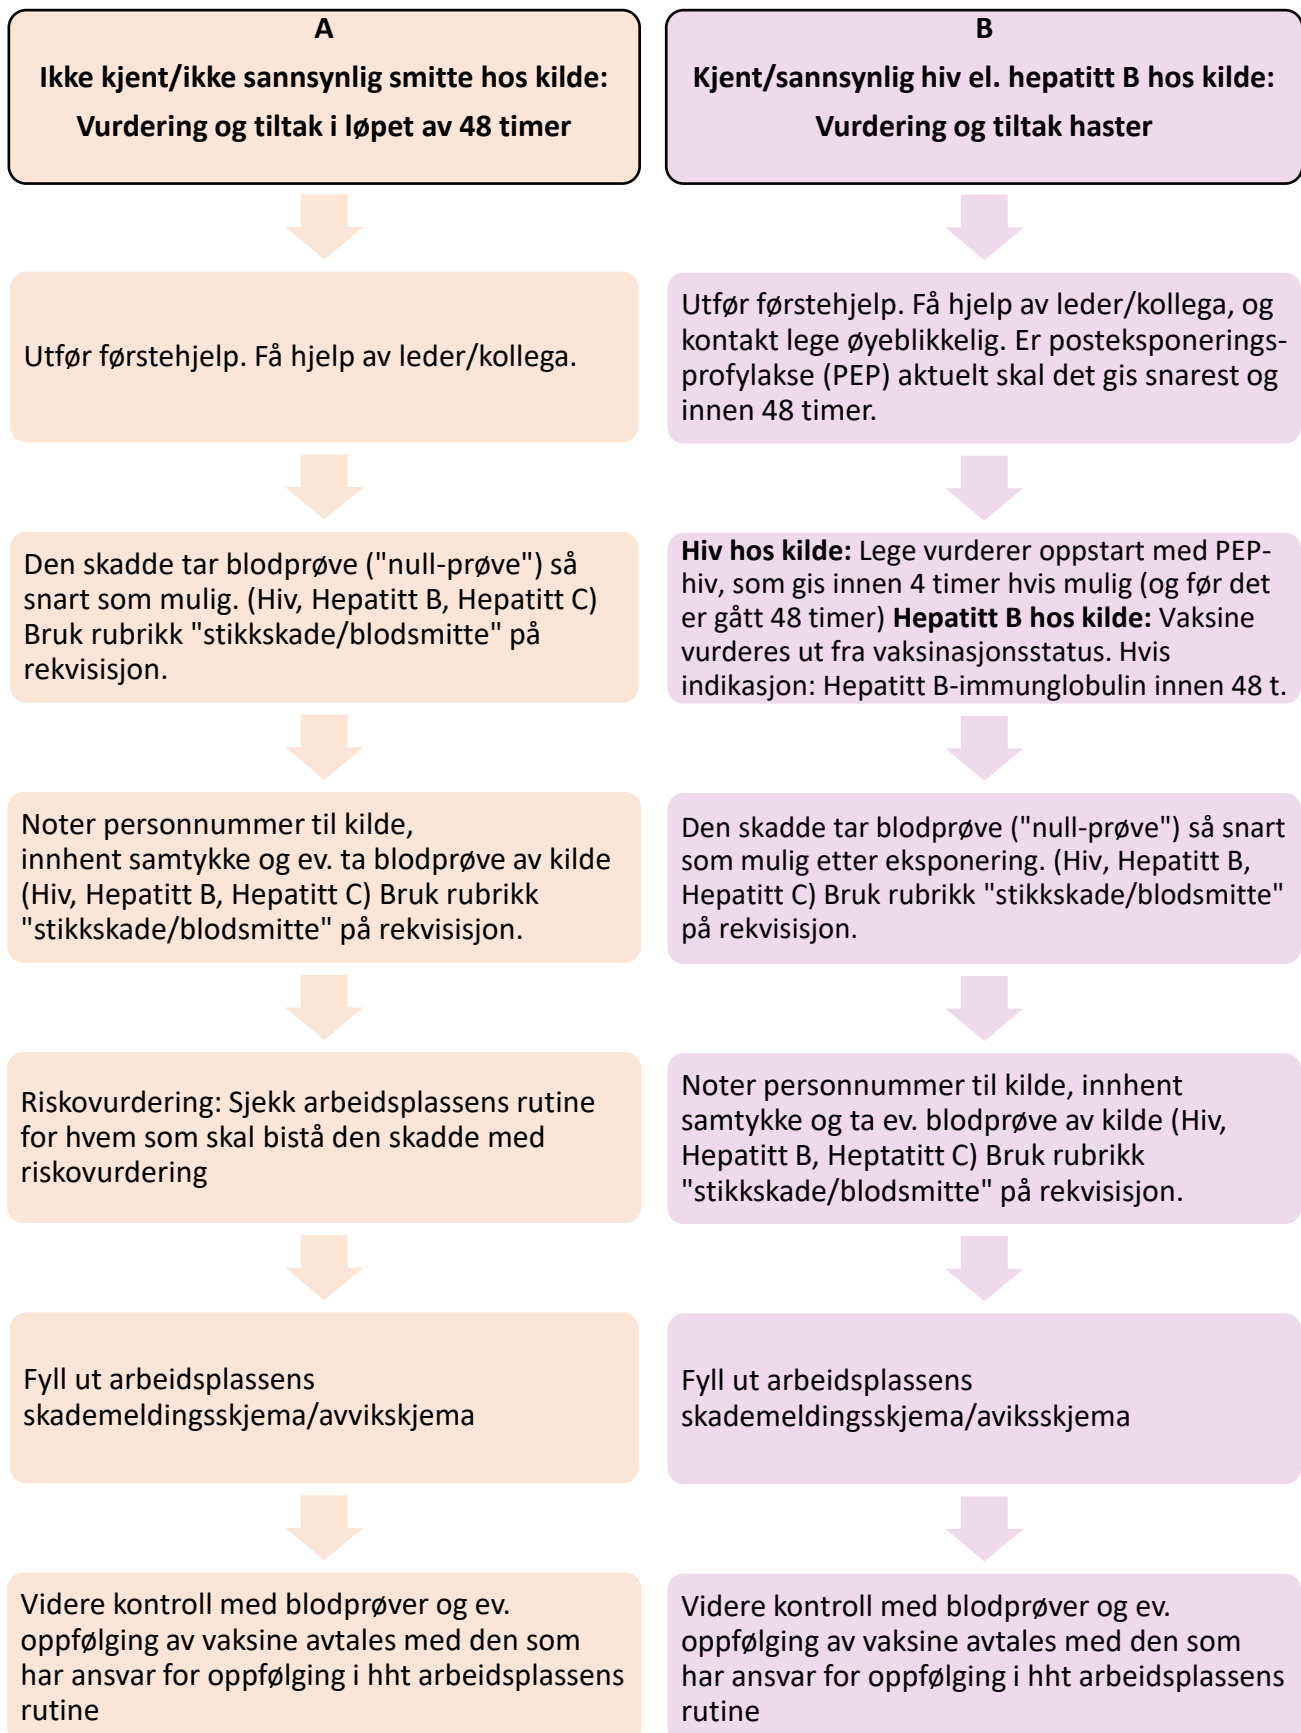 A
Ikke kjent/ikke sannsynlig smitte hos kilde:
Vurdering og tiltak i løpet av 48 timer
Utfør førstehjelp. Få hjelp av leder/kollega.
Den skadde tar blodprøve ("null-prøve") så
snart som mulig. (Hiv, Hepatitt B, Hepatitt C)
Bruk rubrikk "stikkskade/blodsmitte" på
rekvisisjon.
Noter personnummer til kilde,
innhent samtykke og ev. ta blodprøve av kilde
(Hiv, Hepatitt B, Hepatitt C) Bruk rubrikk
"stikkskade/blodsmitte" på rekvisisjon.
Riskovurdering: Sjekk arbeidsplassens rutine
for hvem som skal bistå den skadde med
riskovurdering
Fyll ut arbeidsplassens
skademeldingsskjema/avvikskjema
Videre kontroll med blodprøver og ev.
oppfølging av vaksine avtales med den som
har ansvar for oppfølging i hht arbeidsplassens
rutine
B
Kjent/sannsynlig hiv el. hepatitt B hos kilde:
Vurdering og tiltak haster
Utfør førstehjelp. Få hjelp av leder/kollega, og
kontakt lege øyeblikkelig. Er posteksponerings-
profylakse (PEP) aktuelt skal det gis snarest og
innen 48 timer.
Hiv hos kilde: Lege vurderer oppstart med PEP-
hiv, som gis innen 4 timer hvis mulig (og før det
er gått 48 timer) Hepatitt B hos kilde: Vaksine
vurderes ut fra vaksinasjonsstatus. Hvis
indikasjon: Hepatitt B-immunglobulin innen 48 t.
Den skadde tar blodprøve ("null-prøve") så snart
som mulig etter eksponering. (Hiv, Hepatitt B,
Hepatitt C) Bruk rubrikk "stikkskade/blodsmitte"
på rekvisisjon.
Noter personnummer til kilde, innhent
samtykke og ta ev. blodprøve av kilde (Hiv,
Hepatitt B, Heptatitt C) Bruk rubrikk
"stikkskade/blodsmitte" på rekvisisjon.
Fyll ut arbeidsplassens
skademeldingsskjema/aviksskjema
Videre kontroll med blodprøver og ev.
oppfølging av vaksine avtales med den som
har ansvar for oppfølging i hht arbeidsplassens
rutine